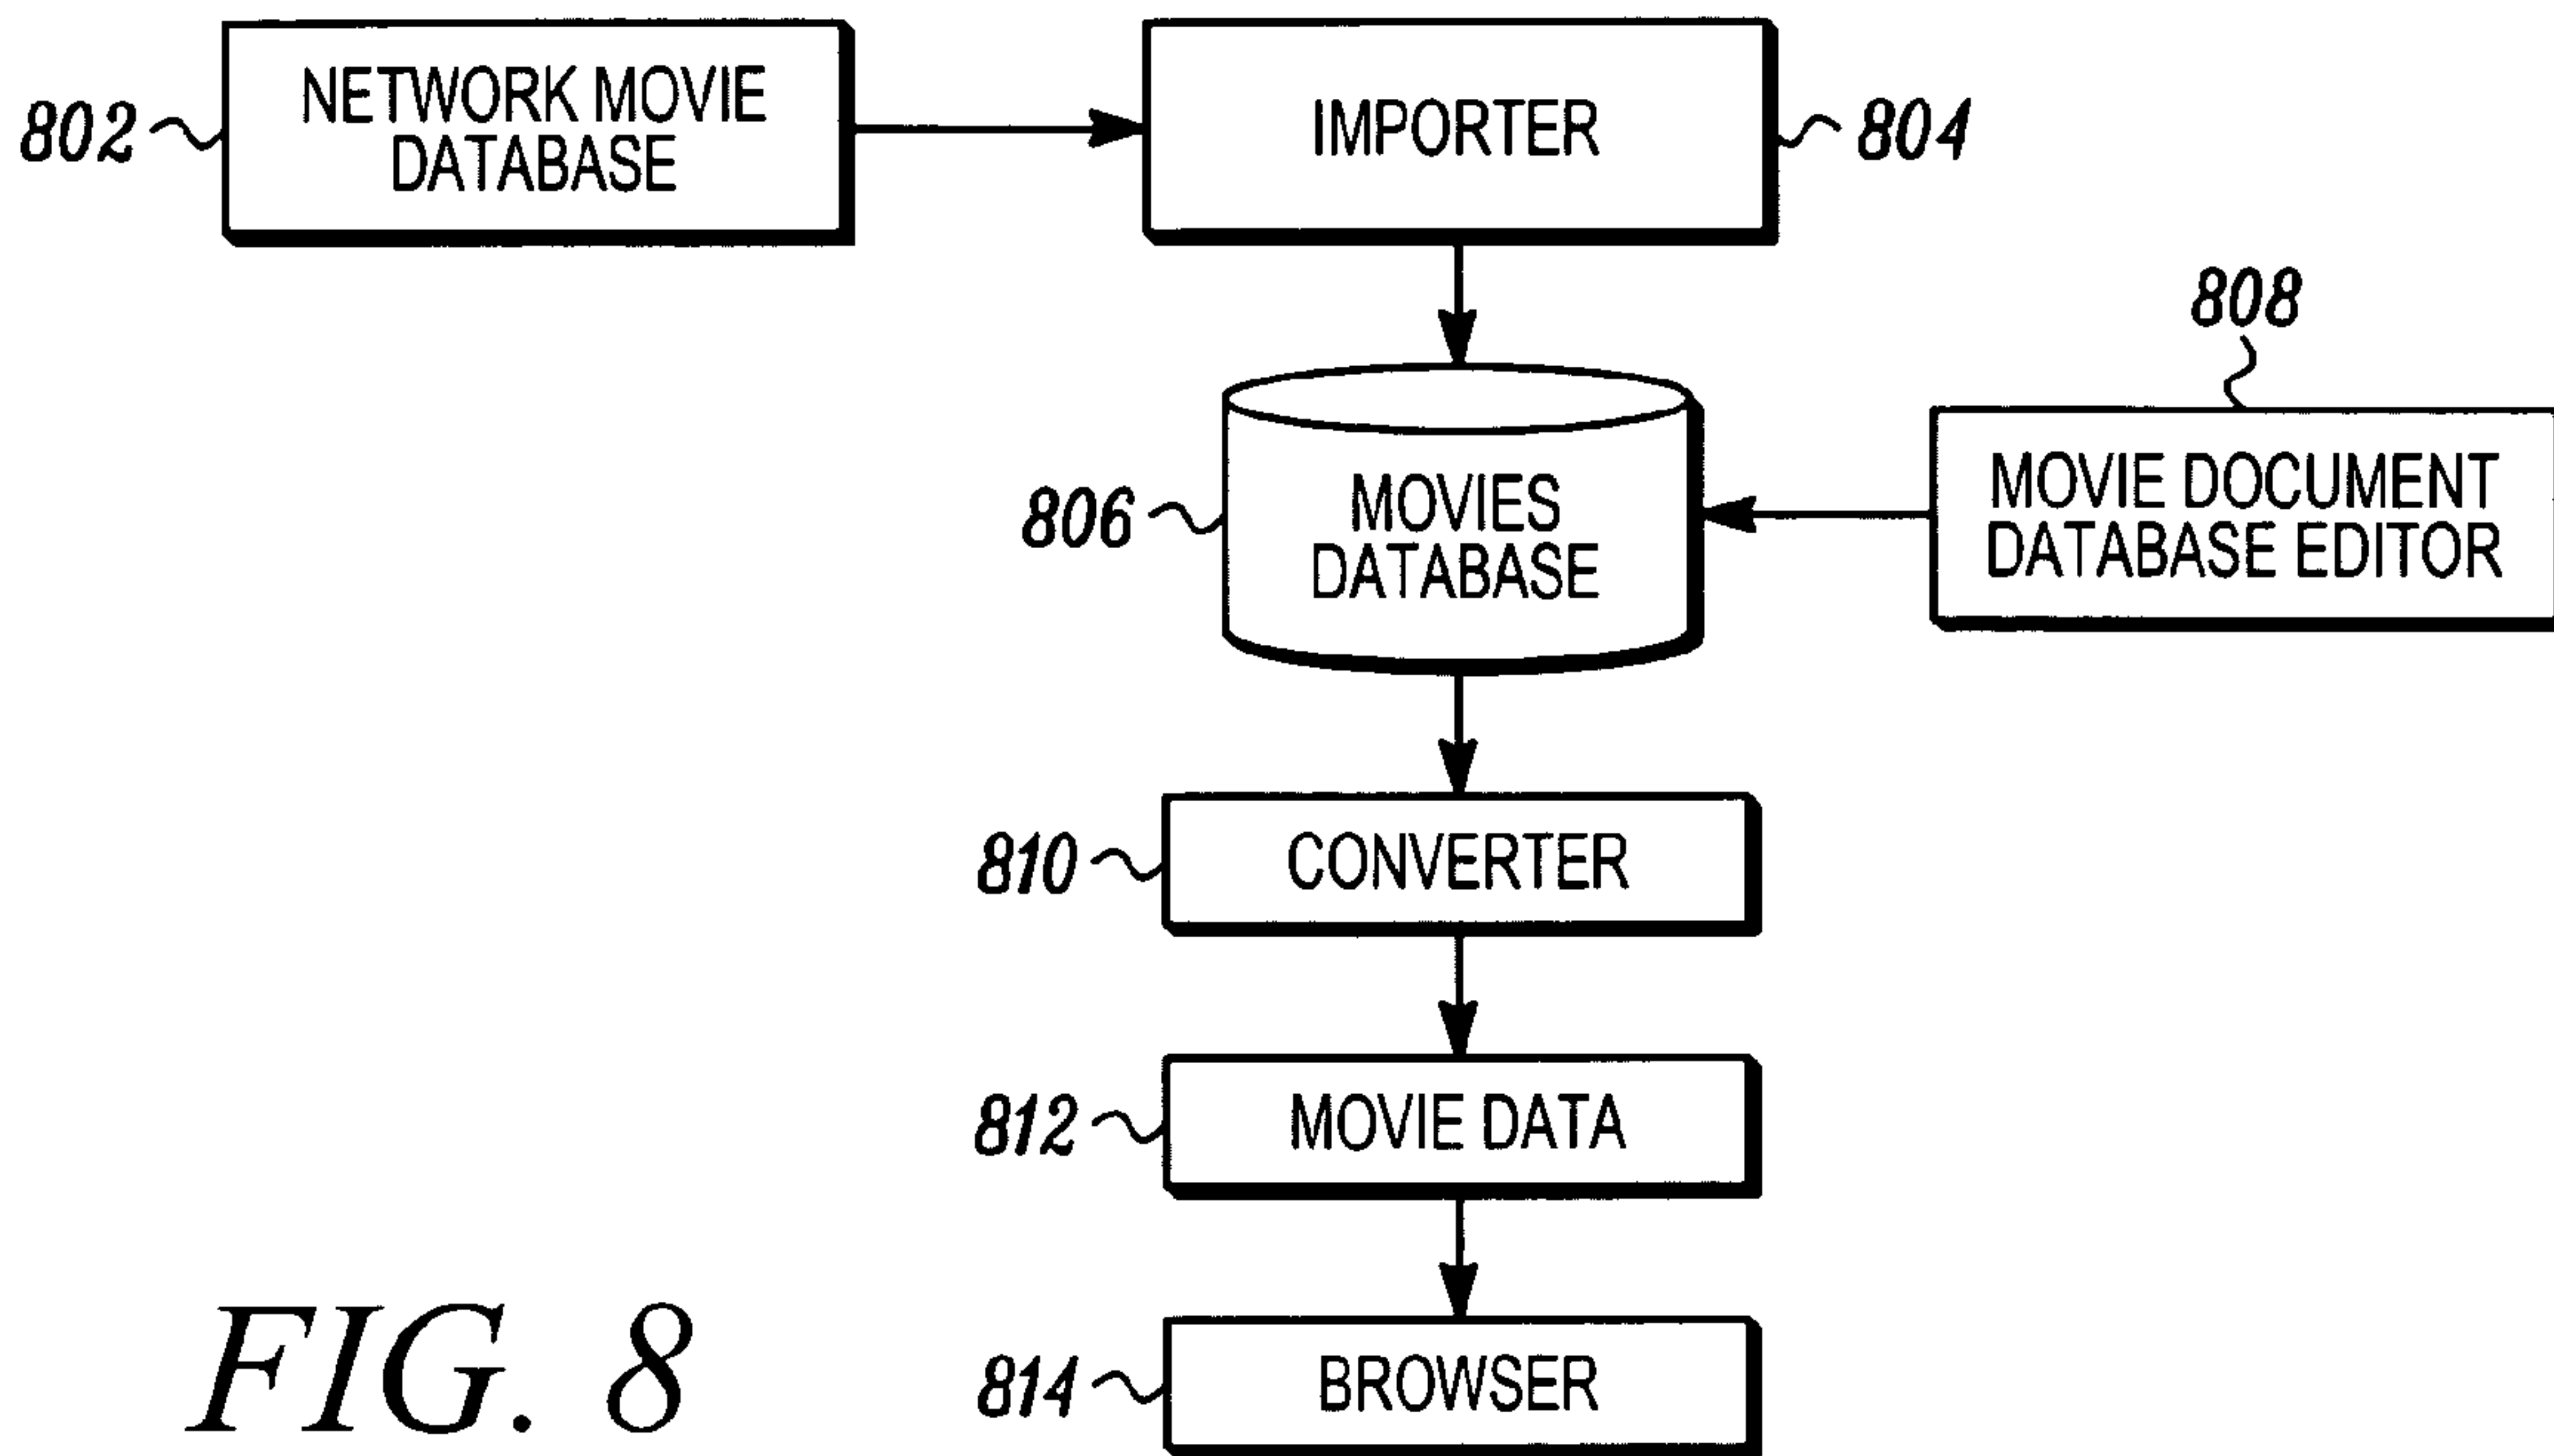 802
NETWORK MOVIE
DATABASE
IMPORTER
804
808
806
MOVIES
DATABASE
MOVIE DOCUMENT
DATABASE EDITOR
810
CONVERTER
812
MOVIE DATA
814
BROWSER
FIG. 8